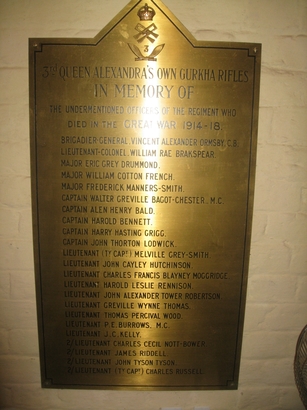 3
3RD QUEEN ALEXANDRA'S OWN GURKHA RIFLES
IN MEMORY OF
THE UNDERMENTIONED OFFICERS OF THE REGIMENT WHO
DIED IN THE GREAT WAR 1914-18.
BRIGADIER GENERAL VINCENT ALEXANDER ORMSBY, C.B.
LIEUTENANT-COLONEL WILLIAM RAE BRAKSPEAR.
MAJOR ERIC GREY DRUMMOND.
MAJOR WILLIAM COTTON FRENCH.
MAJOR FREDERICK MANNERS-SMITH.
CAPTAIN WALTER GREVILLE BAGOT-CHESTER, M.C.
CAPTAIN ALEN HENRY BALD.
CAPTAIN HAROLD BENNETT.
CAPTAIN HARRY HASTING GRIGG.
CAPTAIN JOHN THORTON LODWICK.
LIEUTENANT (TY CAPT) MELVILLE GREY-SMITH.
LIEUTENANT JOHN CAYLEY HUTCHINSON.
LIEUTENANT CHARLES FRANCIS BLAYNEY MOGGRIDGE.
LIEUTENANT HAROLD LESLIE RENNISON.
LIEUTENANT JOHN ALEXANDER TOWER ROBERTSON
LIEUTENANT GREVILLE WYNNE THOMAS.
LIEUTENANT THOMAS PERCIVAL WOOD.
LIEUTENANT P.E. BURROWS, M.C.
LIEUTENANT J.C. KELLY.
2/LIEUTENANT CHARLES CECIL NOTT-BOWER.
2/LIEUTENANT JAMES RIDDELL.
2/LIEUTENANT JOHN TYSON TYSON.
2/LIEUTENANT (TY CAPT) CHARLES RUSSELL.